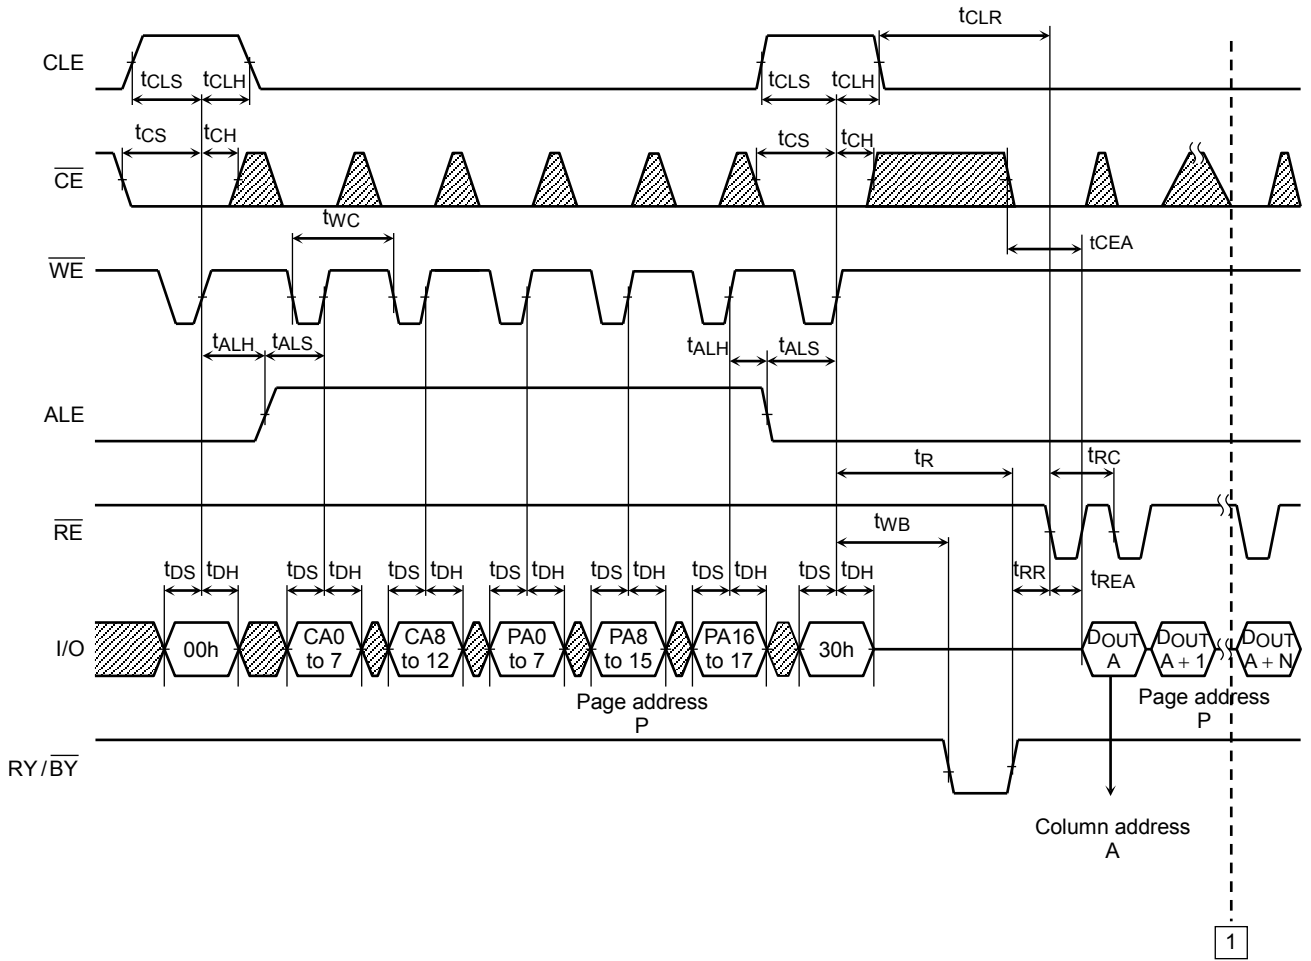 tCLR
CLE
tCLS
tCLH
tCLS
tCLH
tCS
tCH
tCS
tCH
CE
tWC
tCEA
WE
tALH
tALS
tALH
tALS
ALE
tR
tRC
RE
tWB
tDS
tDH
tDS
tDH
tDS
tDH
tDS
tDH
tDS
tDH
tDS
tDH
tDS
tDH
tRR
tREA
I/O
00h
CA0
to 7
CA8
to 12
PA0
to 7
PA8
to 15
PA16
to 17
30h
DOUT
A
DOUT
A + 1
DOUT
A + N
Page address
P
Page address
P
RY/BY
Column address
A
1